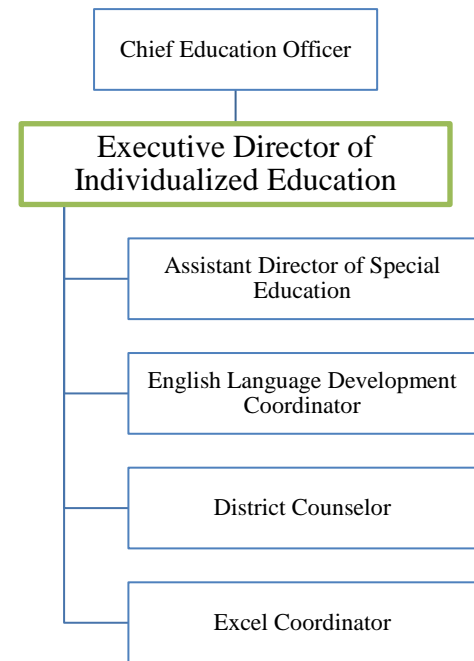 Chief Education Officer
Executive Director of
Individualized Education
Assistant Director of Special
Education
English Language Development
Coordinator
District Counselor
Excel Coordinator